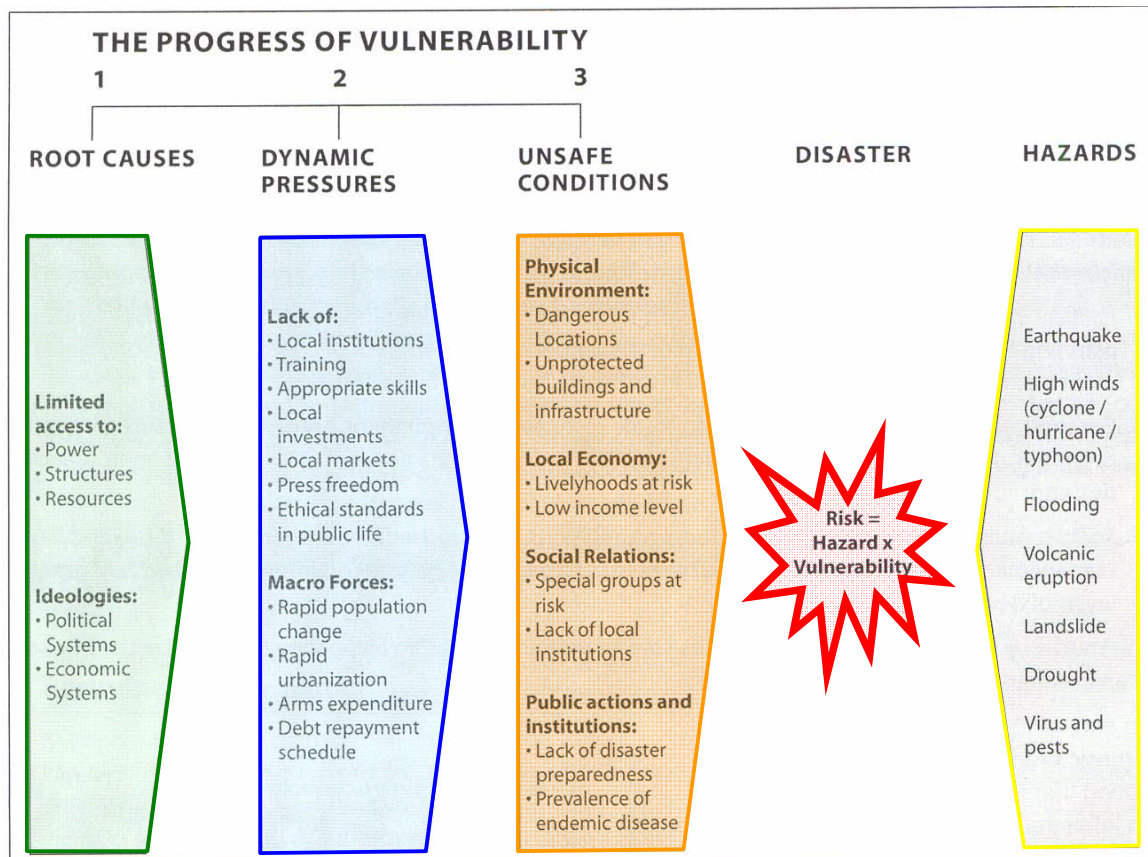 THE PROGRESS OF VULNERABILITY
1
2
3
ROOT CAUSES
DYNAMIC
PRESSURES
UNSAFE
CONDITIONS
DISASTER
HAZARDS
Limited
access to:
• Power
• Structures
• Resources
Ideologies:
• Political
Systems
• Economic
Systems
Lack of:
• Local institutions
• Training
• Appropriate skills
• Local
investments
• Local markets
• Press freedom
• Ethical standards
in public life
Macro Forces:
• Rapid population
change
• Rapid
urbanization
• Arms expenditure
• Debt repayment
schedule
Physical
Environment:
• Dangerous
Locations
• Unprotected
buildings and
infrastructure
Local Economy:
• Livelyhoods at risk
• Low income level
Social Relations:
• Special groups at
risk
• Lack of local
institutions
Public actions and
institutions:
• Lack of disaster
preparedness
• Prevalence of
endemic disease
Risk =
Hazard x
Vulnerability
Earthquake
High winds
(cyclone /
hurricane /
typhoon)
Flooding
Volcanic
eruption
Landslide
Drought
Virus and
pests